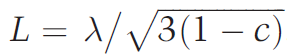 L = λ/√3(1 − c)